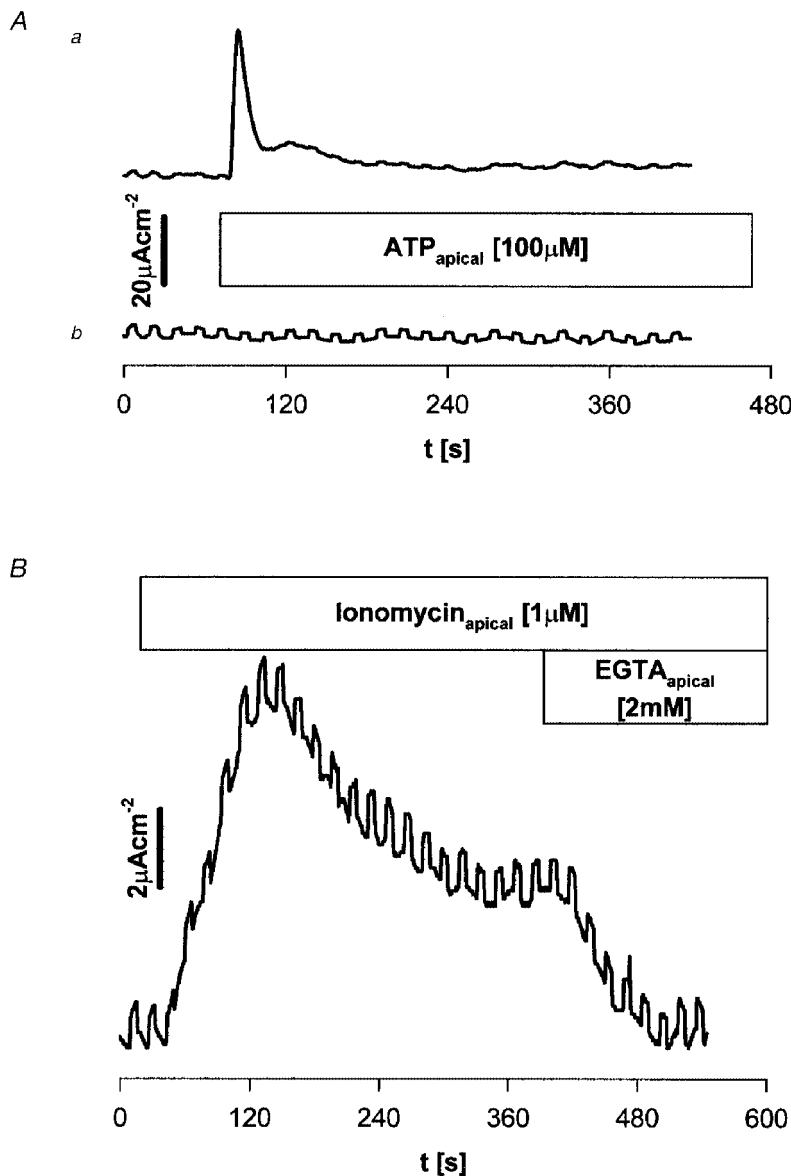 A
a
20μAcm-2
ATPapical [100μM]
b
0 120 240 360 480
t [s]
B
Ionomycinapical [1μM]
EGTAapical
[2mM]
2μAcm-2
0 120 240 360 480 600
t [s]